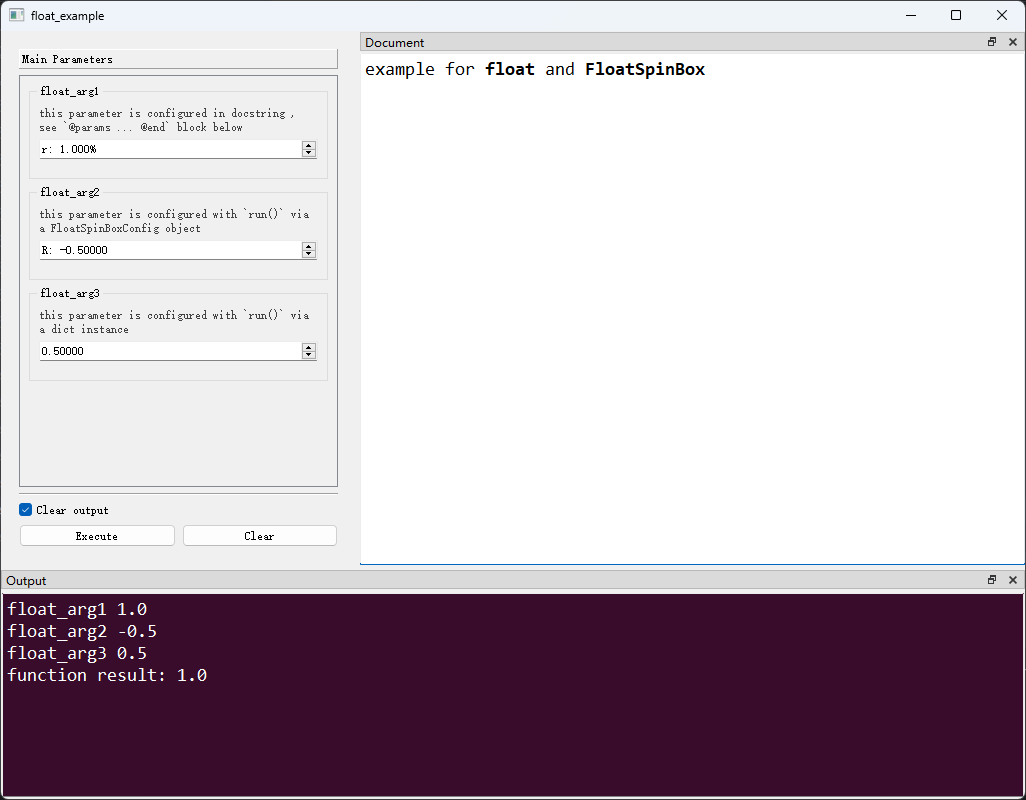 float_example
Main Parameters
float_arg1
this parameter is configured in docstring ,
see `@params ... @end` block below
r: 1.000%
float_arg2
this parameter is configured with `run()` via
a FloatSpinBoxConfig object
R: -0.50000
float_arg3
this parameter is configured with `run()` via
a dict instance
0.50000
Clear output
Execute Clear
Document
example for float and FloatSpinBox
Output
float_arg1 1.0
float_arg2 -0.5
float_arg3 0.5
function result: 1.0